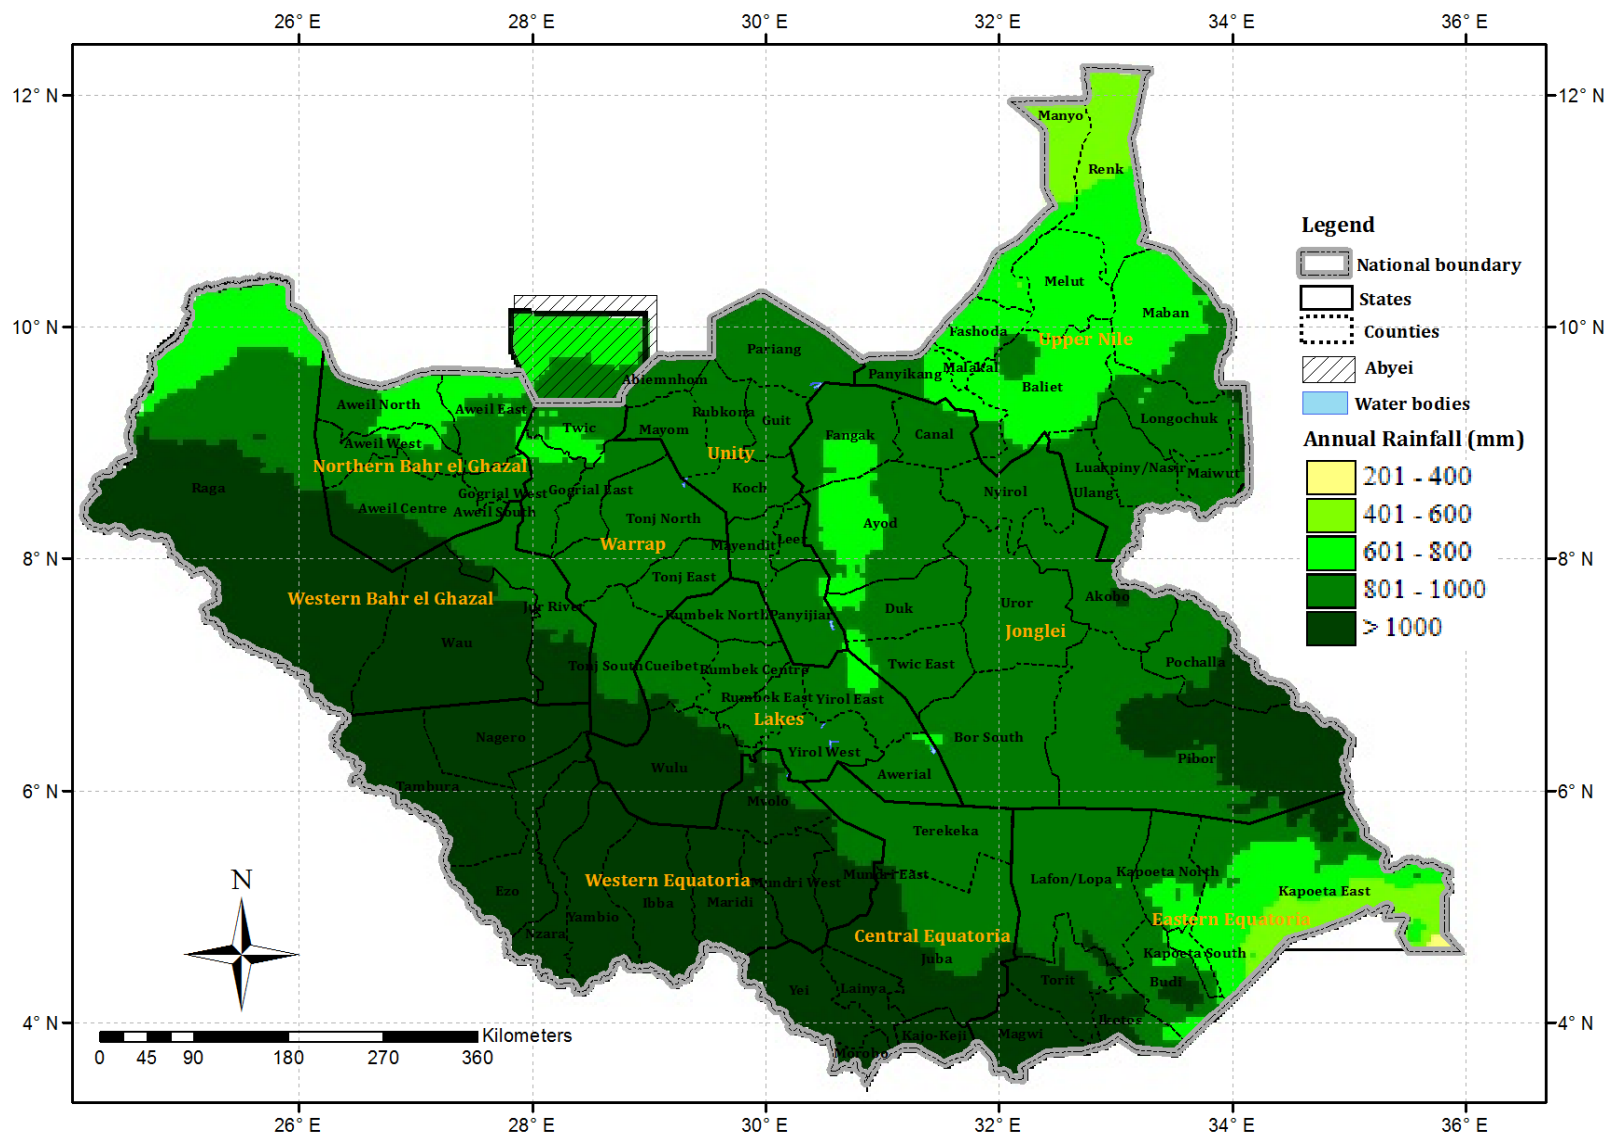 26° E 28° E 30° E 32° E 34° E 36° E
12° N 12° N
Manyo
Renk
Legend
National boundary
States
Counties
Abyei
Water bodies
Annual Rainfall (mm)
201 - 400
401 - 600
601 - 800
801 - 1000
> 1000
Melut
Maban
10° N 10° N
Fashoda
Upper Nile
Pariang
Malakal
Panyikang
Abiemnhom
Baliet
Aweil North
Aweil East
Rubkona
Guit
Longochuk
Twic
Mayom
Fangak
Canal
Aweil West
Unity
Northern Bahr el Ghazal
Luakpiny/Nasir
Maiwut
Raga
Gogrial West
Gogrial East
Koch
Nyirol
Ulang
Aweil Centre
Aweil South
Tonj North
Ayod
Warrap
Mayendit
Leer
8° N 8° N
Tonj East
Western Bahr el Ghazal
Jur River
Rumbek North
Panyijiar
Duk
Uror
Akobo
Jonglei
Wau
Tonj South
Cueibet
Rumbek Centre
Twic East
Pochalla
Rumbek East
Yirol East
Lakes
Nagero
Yirol West
Bor South
Wulu
Awerial
Pibor
6° N 6° N
Tambura
Mvolo
Terekeka
Western Equatoria
Mundri West
Mundri East
Lafon/Lopa
Kapoeta North
Kapoeta East
Ezo
Yambio
Ibba
Maridi
Eastern Equatoria
Nzara
Central Equatoria
Juba
Kapoeta South
N
Yei
Lainya
Torit
Budi
4° N 4° N
Ikotos
Kajo-Keji
Magwi
Morobo
Kilometers
0 45 90 180 270 360
26° E 28° E 30° E 32° E 34° E 36° E